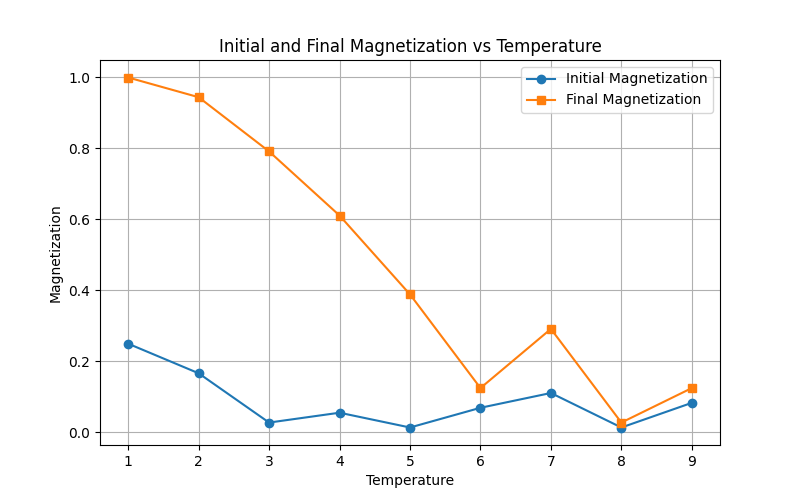 Initial and Final Magnetization vs Temperature
Initial Magnetization
Final Magnetization
Magnetization
1.0
0.8
0.6
0.4
0.2
0.0
1 2 3 4 5 6 7 8 9
Temperature